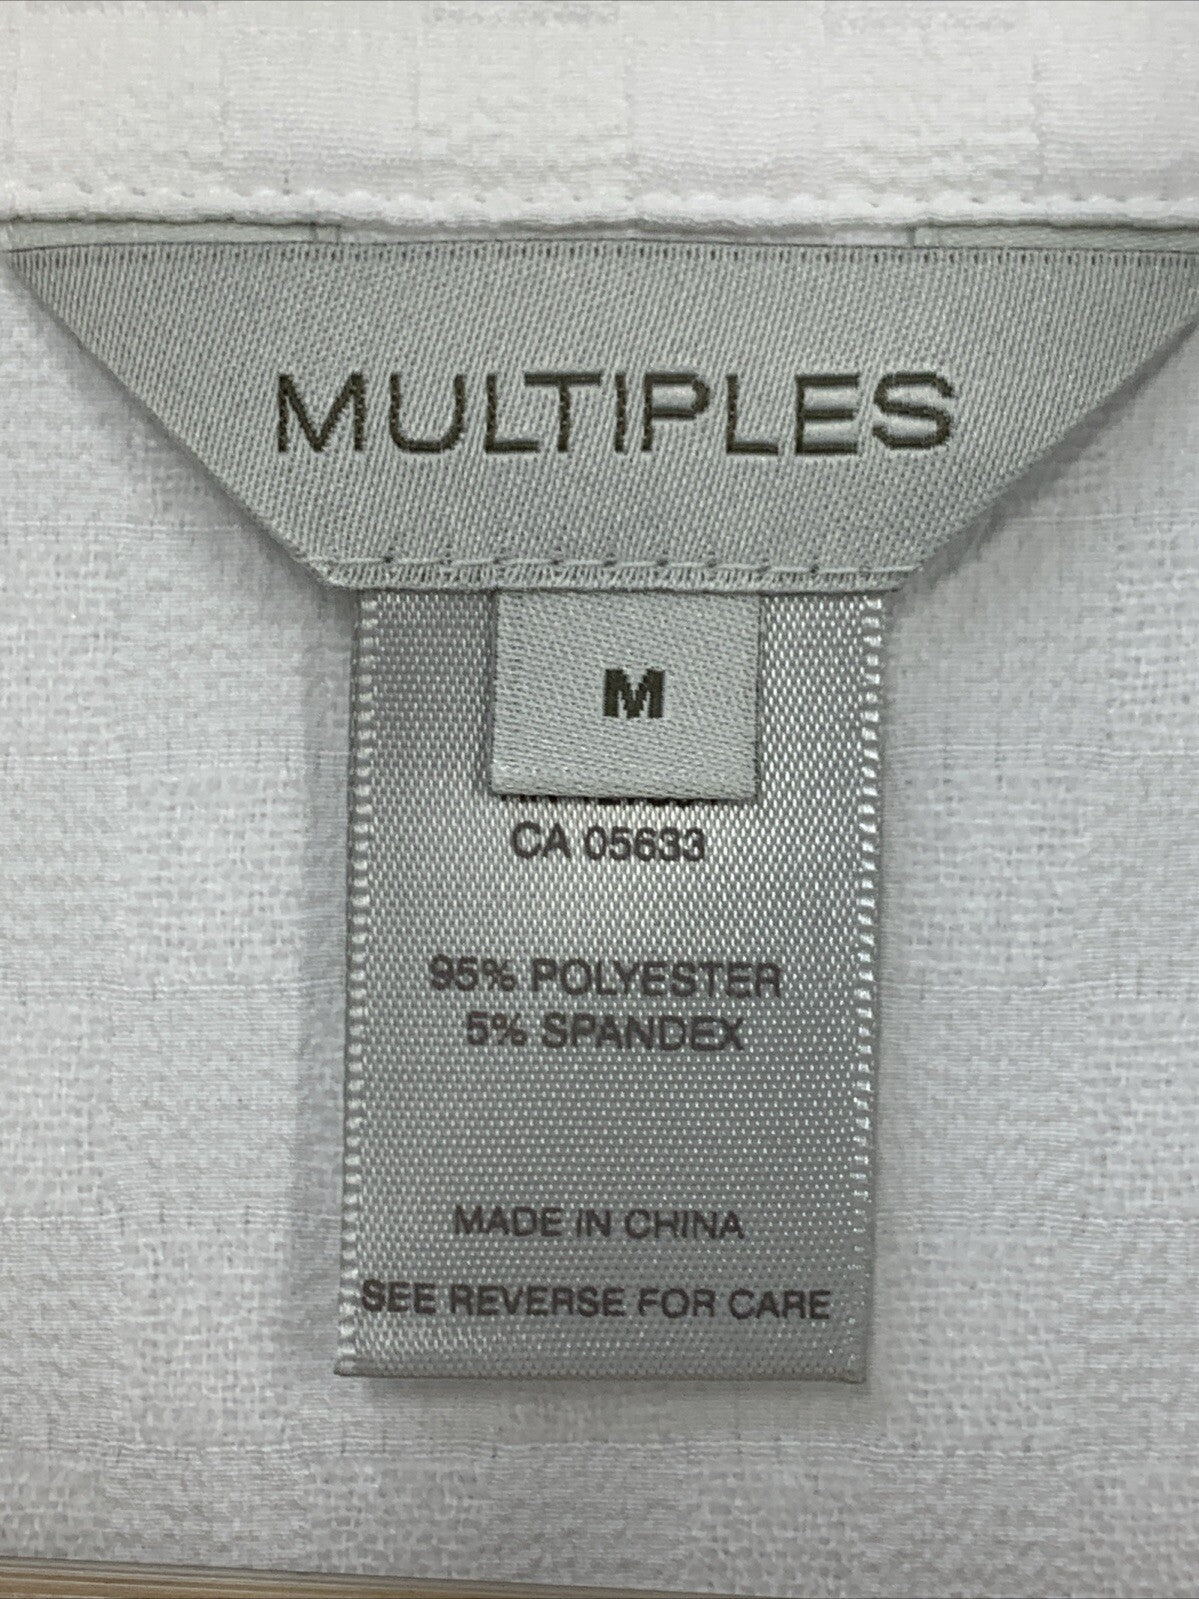 MULTIPLES
M
CA 05633
95% POLYESTER
5% SPANDEX
MADE IN CHINA
SEE REVERSE FOR CARE